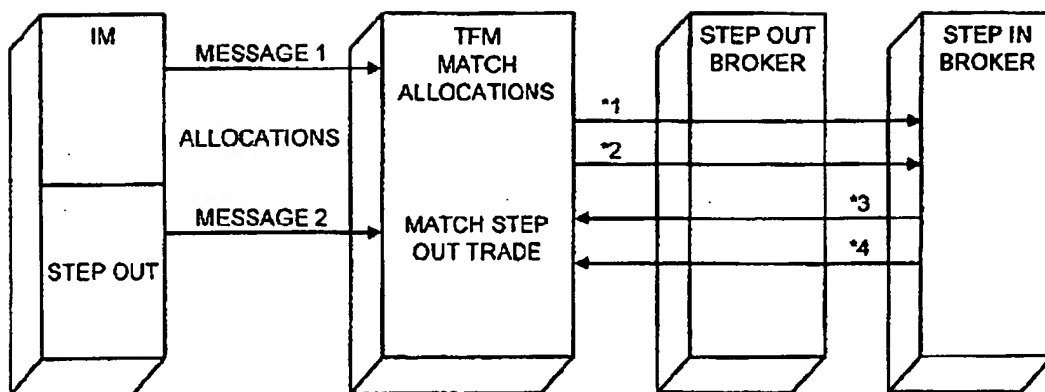 IM
MESSAGE 1
TFM
MATCH
ALLOCATIONS
STEP OUT
BROKER
STEP IN
BROKER
*1
ALLOCATIONS
*2
MESSAGE 2
MATCH STEP
OUT TRADE
*3
STEP OUT
*4